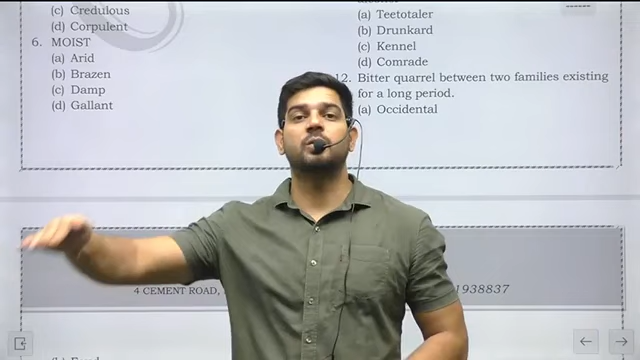 (c) Credulous
(d) Corpulent
6. MOIST
(a) Arid
(b) Brazen
(c) Damp
(d) Gallant
(a) Teetotaler
(b) Drunkard
(c) Kennel
(d) Comrade
12. Bitter quarrel between two families existing
for a long period.
(a) Occidental
4 CEMENT ROAD,
1938837